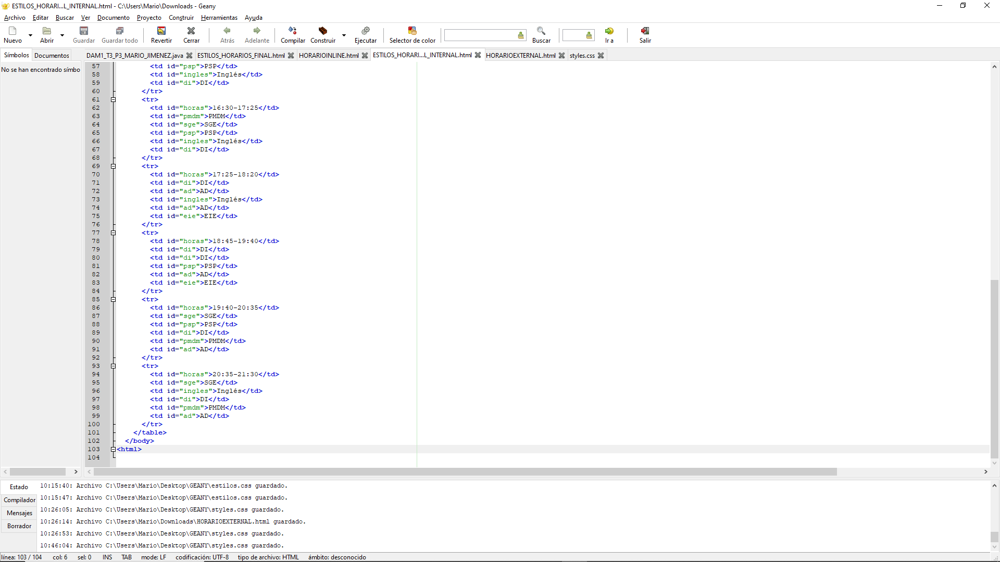 ESTILOS_HORARI...L_INTERNAL.html - C:\Users\Mario\Downloads - Geany
Archivo Editar Buscar Ver Documento Proyecto Construir Herramientas Ayuda
Nuevo Abrir Guardar Guardar todo Revertir Cerrar Atrás Adelante Compilar Construir Ejecutar Selector de color Buscar Ir a Salir
Símbolos Documentos DAM1_T3_P3_MARIO_JIMENEZ.java ESTILOS_HORARIOS_FINAL.html HORARIOINLINE.html ESTILOS_HORARI...L_INTERNAL.html HORARIOEXTERNAL.html styles.css
No se han encontrado símbo
57 <td id="psp">PSP</td>
58 <td id="ingles">Inglés</td>
59 <td id="di">DI</td>
60 </tr>
61 <tr>
62 <td id="horas">16:30-17:25</td>
63 <td id="pmdm">PMDM</td>
64 <td id="sge">SGE</td>
65 <td id="psp">PSP</td>
66 <td id="ingles">Inglés</td>
67 <td id="di">DI</td>
68 </tr>
69 <tr>
70 <td id="horas">17:25-18:20</td>
71 <td id="di">DI</td>
72 <td id="ad">AD</td>
73 <td id="ingles">Inglés</td>
74 <td id="ad">AD</td>
75 <td id="eie">EIE</td>
76 </tr>
77 <tr>
78 <td id="horas">18:45-19:40</td>
79 <td id="di">DI</td>
80 <td id="di">DI</td>
81 <td id="psp">PSP</td>
82 <td id="ad">AD</td>
83 <td id="eie">EIE</td>
84 </tr>
85 <tr>
86 <td id="horas">19:40-20:35</td>
87 <td id="sge">SGE</td>
88 <td id="psp">PSP</td>
89 <td id="di">DI</td>
90 <td id="pmdm">PMDM</td>
91 <td id="ad">AD</td>
92 </tr>
93 <tr>
94 <td id="horas">20:35-21:30</td>
95 <td id="sge">SGE</td>
96 <td id="ingles">Inglés</td>
97 <td id="di">DI</td>
98 <td id="pmdm">PMDM</td>
99 <td id="ad">AD</td>
100 </tr>
101 </table>
102 </body>
103 <html>
104
Estado
Compilador
Mensajes
Borrador
10:15:40: Archivo C:\Users\Mario\Desktop\GEANY\estilos.css guardado.
10:15:47: Archivo C:\Users\Mario\Desktop\GEANY\estilos.css guardado.
10:26:05: Archivo C:\Users\Mario\Desktop\GEANY\styles.css guardado.
10:26:14: Archivo C:\Users\Mario\Downloads\HORARIOEXTERNAL.html guardado.
10:26:53: Archivo C:\Users\Mario\Desktop\GEANY\styles.css guardado.
10:46:04: Archivo C:\Users\Mario\Desktop\GEANY\styles.css guardado.
línea: 103 / 104 col: 6 sel: 0 INS TAB mode: LF codificación: UTF-8 tipo de archivo: HTML ámbito: desconocido